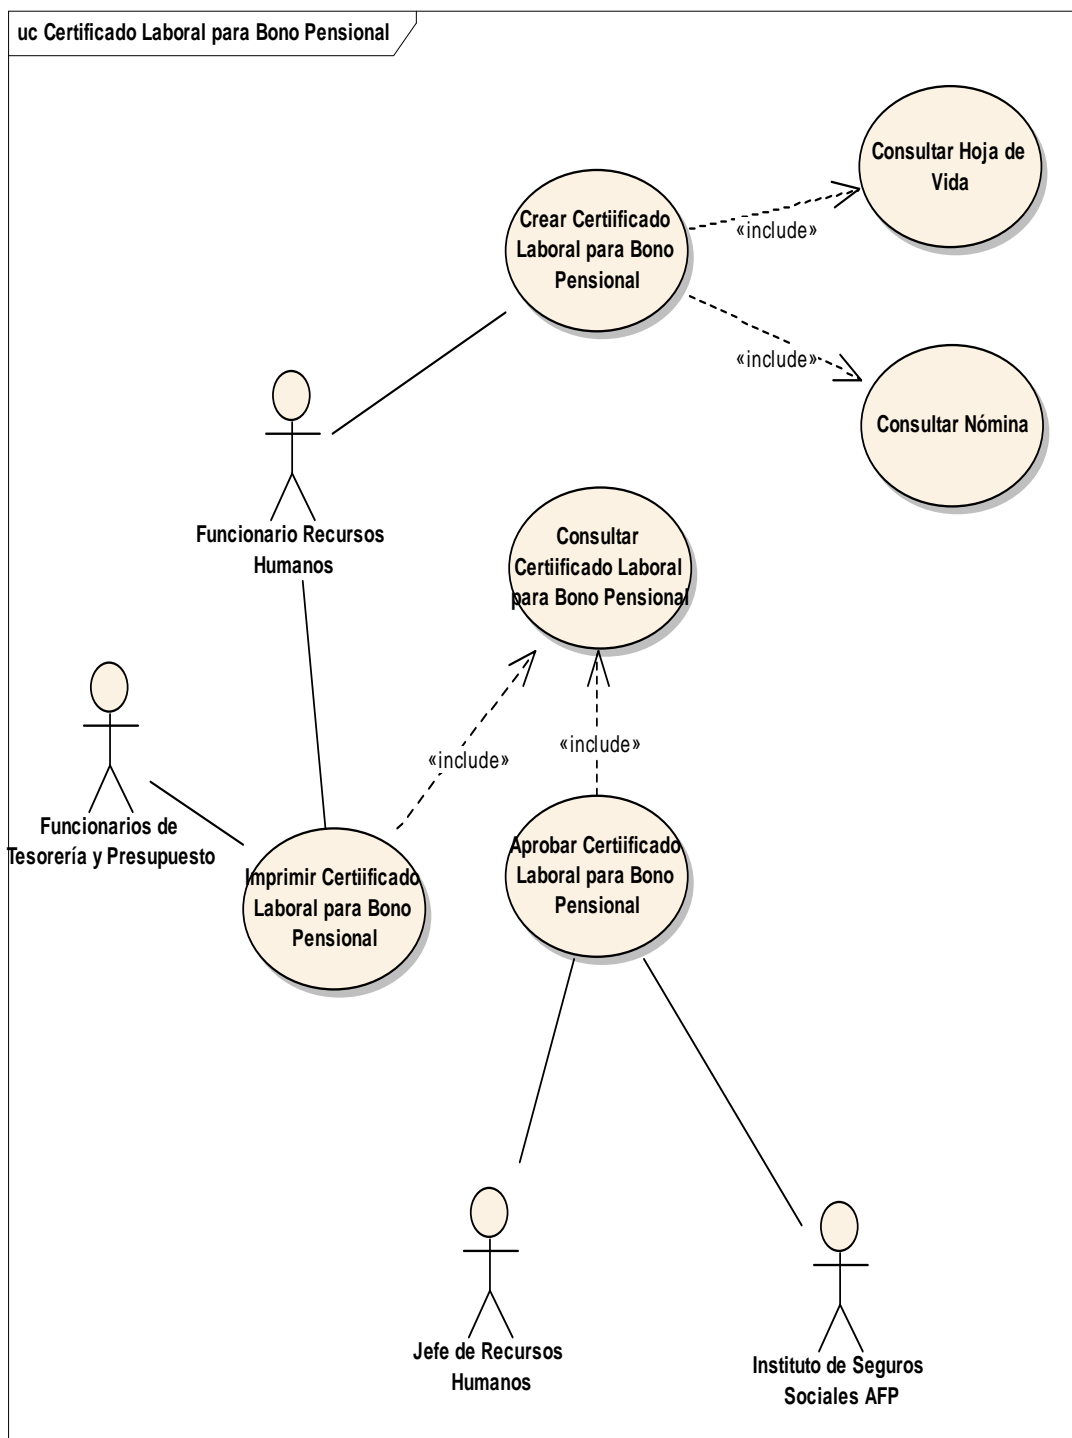 uc Certificado Laboral para Bono Pensional
Consultar Hoja de
Vida
Crear Certiificado
Laboral para Bono
Pensional
«include»
«include»
Consultar Nómina
Funcionario Recursos
Humanos
Consultar
Certiificado Laboral
para Bono Pensional
«include»
«include»
Funcionarios de
Tesorería y Presupuesto
Imprimir Certiificado
Laboral para Bono
Pensional
Aprobar Certiificado
Laboral para Bono
Pensional
Jefe de Recursos
Humanos
Instituto de Seguros
Sociales AFP